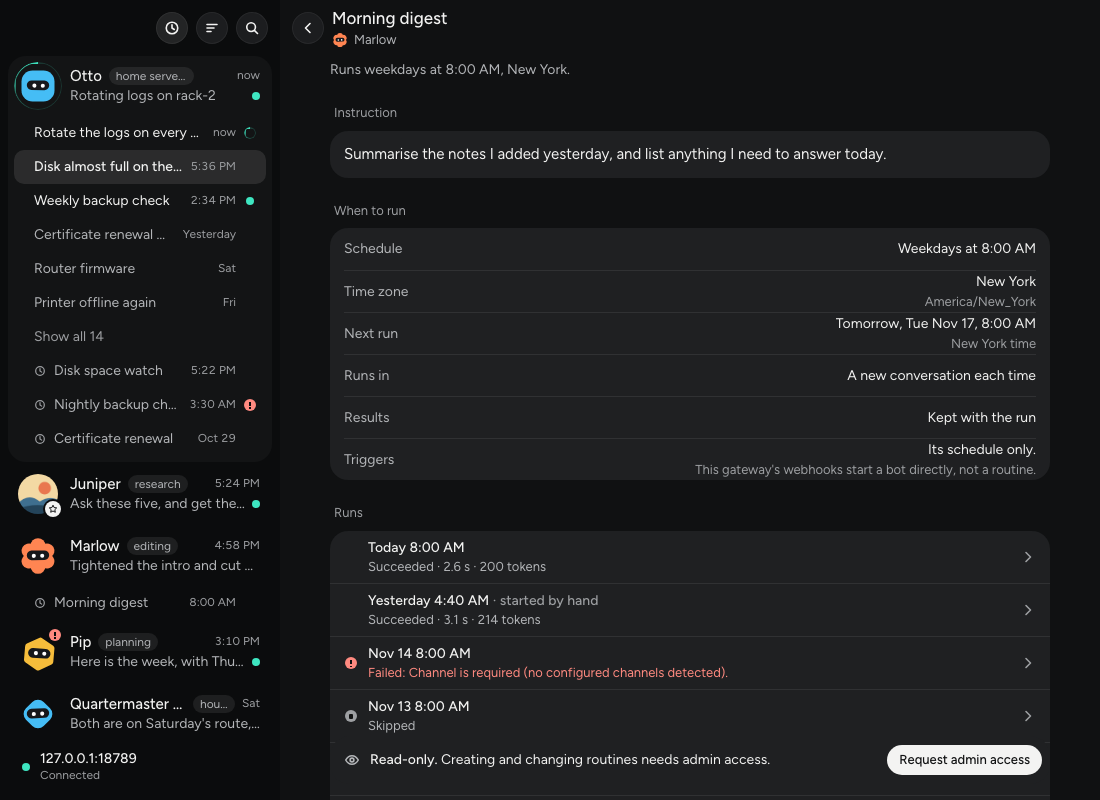 Otto home serve... now
Rotating logs on rack-2
Rotate the logs on every ... now
Disk almost full on the... 5:36 PM
Weekly backup check 2:34 PM
Certificate renewal ... Yesterday
Router firmware Sat
Printer offline again Fri
Show all 14
Disk space watch 5:22 PM
Nightly backup ch... 3:30 AM
Certificate renewal Oct 29
Juniper research 5:24 PM
Ask these five, and get the...
Marlow editing 4:58 PM
Tightened the intro and cut ...
Morning digest 8:00 AM
Pip planning 3:10 PM
Here is the week, with Thu...
Quartermaster ... hou... Sat
Both are on Saturday's route,...
127.0.0.1:18789
Connected
Morning digest
Marlow
Runs weekdays at 8:00 AM, New York.
Instruction
Summarise the notes I added yesterday, and list anything I need to answer today.
When to run
Schedule Weekdays at 8:00 AM
Time zone New York
America/New_York
Next run Tomorrow, Tue Nov 17, 8:00 AM
New York time
Runs in A new conversation each time
Results Kept with the run
Triggers Its schedule only.
This gateway's webhooks start a bot directly, not a routine.
Runs
Today 8:00 AM
Succeeded · 2.6 s · 200 tokens
Yesterday 4:40 AM · started by hand
Succeeded · 3.1 s · 214 tokens
Nov 14 8:00 AM
Failed: Channel is required (no configured channels detected).
Nov 13 8:00 AM
Skipped
Read-only. Creating and changing routines needs admin access. Request admin access